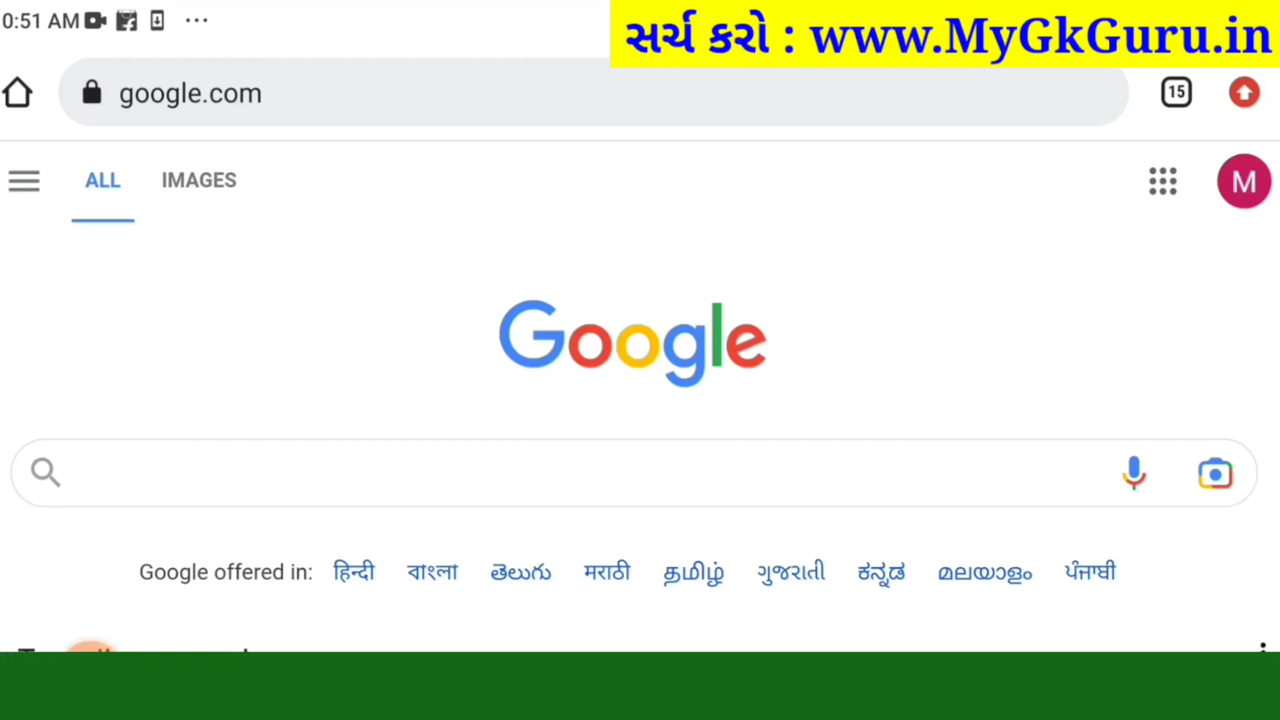 0:51 AM
સર્ચ કરો : www.MyGkGuru.in
google.com
15
ALL IMAGES
M
Google
Google offered in: हिन्दी বাংলা తెలుగు मराठी தமிழ் ગુજરાતી ಕನ್ನಡ മലയാളം ਪੰਜਾਬੀ